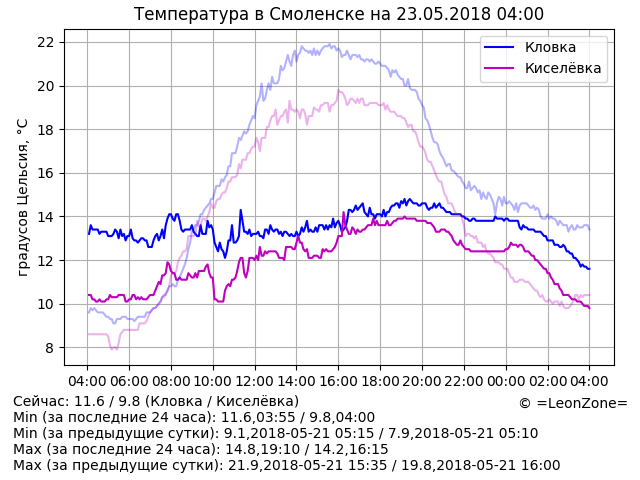 Температура в Смоленске на 23.05.2018 04:00
градусов Цельсия, °C
22
20
18
16
14
12
10
8
Кловка
Киселёвка
04:00 06:00 08:00 10:00 12:00 14:00 16:00 18:00 20:00 22:00 00:00 02:00 04:00
Сейчас: 11.6 / 9.8 (Кловка / Киселёвка)
© =LeonZone=
Min (за последние 24 часа): 11.6,03:55 / 9.8,04:00
Min (за предыдущие сутки): 9.1,2018-05-21 05:15 / 7.9,2018-05-21 05:10
Max (за последние 24 часа): 14.8,19:10 / 14.2,16:15
Max (за предыдущие сутки): 21.9,2018-05-21 15:35 / 19.8,2018-05-21 16:00